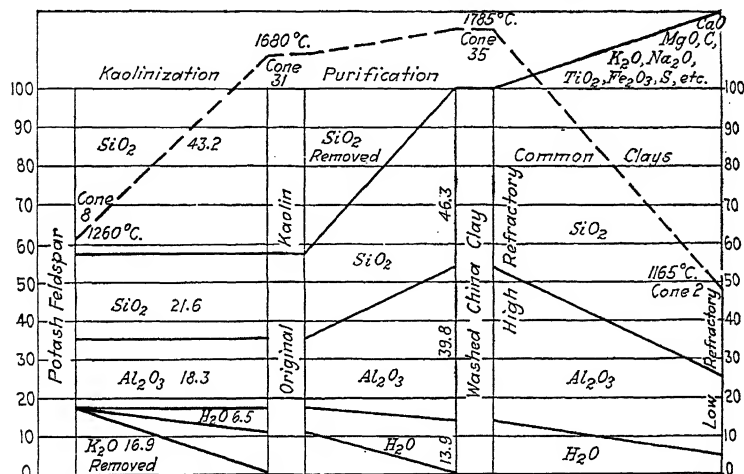 1680°C.
1785°C.
CaO
MgO, C,
K2O, Na2O,
TiO2, Fe2O3, S, etc.
Cone
31
Cone
35
Kaolinization
Purification
100
90
80
70
60
50
40
30
20
10
0
SiO2 43.2
SiO2
Removed
Common Clays
Cone
8
1260°C.
Potash Feldspar
SiO2 21.6
Al2O3 18.3
H2O 6.5
K2O 16.9
Removed
Original Kaolin
SiO2
46.3
Al2O3
39.8
H2O
13.9
Washed China Clay
High Refractory
SiO2
Al2O3
H2O
1165°C.
Cone 2
Low Refractory
100
90
80
70
60
50
40
30
20
10
0